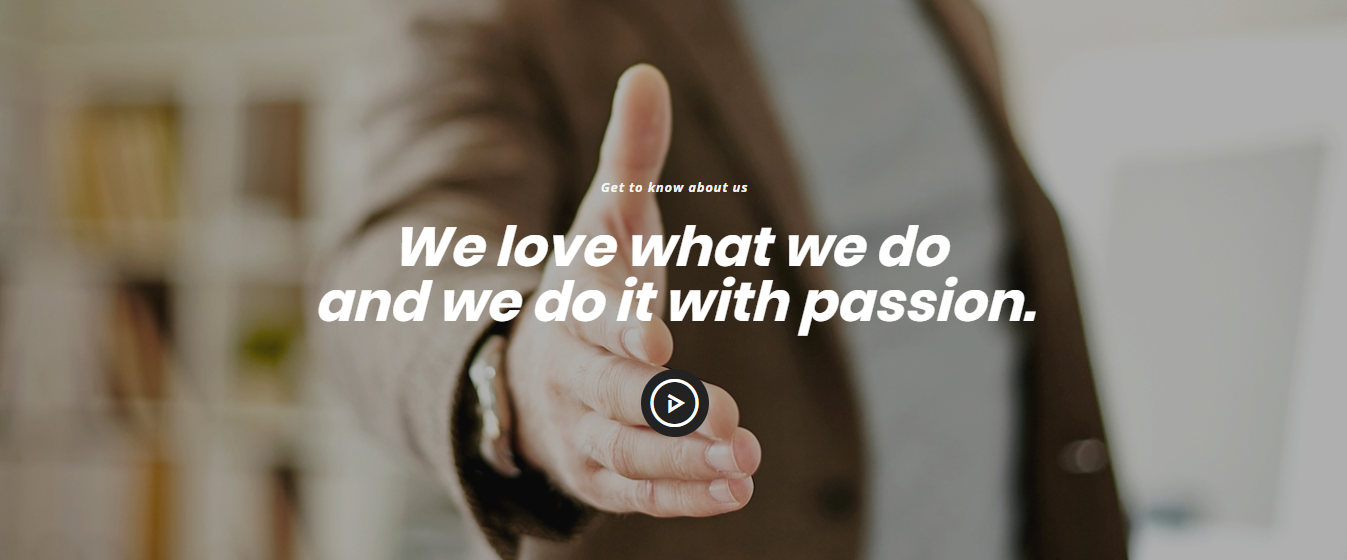 Get to know about us
We love what we do
and we do it with passion.